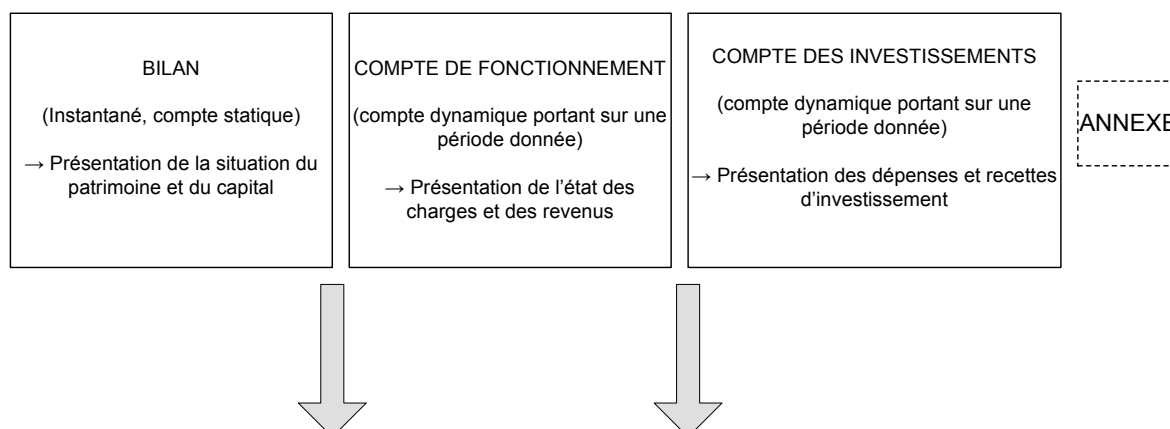 BILAN
(Instantané, compte statique)
→ Présentation de la situation du
patrimoine et du capital
COMPTE DE FONCTIONNEMENT
(compte dynamique portant sur une
période donnée)
→ Présentation de l'état des
charges et des revenus
COMPTE DES INVESTISSEMENTS
(compte dynamique portant sur une
période donnée)
→ Présentation des dépenses et recettes
d'investissement
ANNEXE